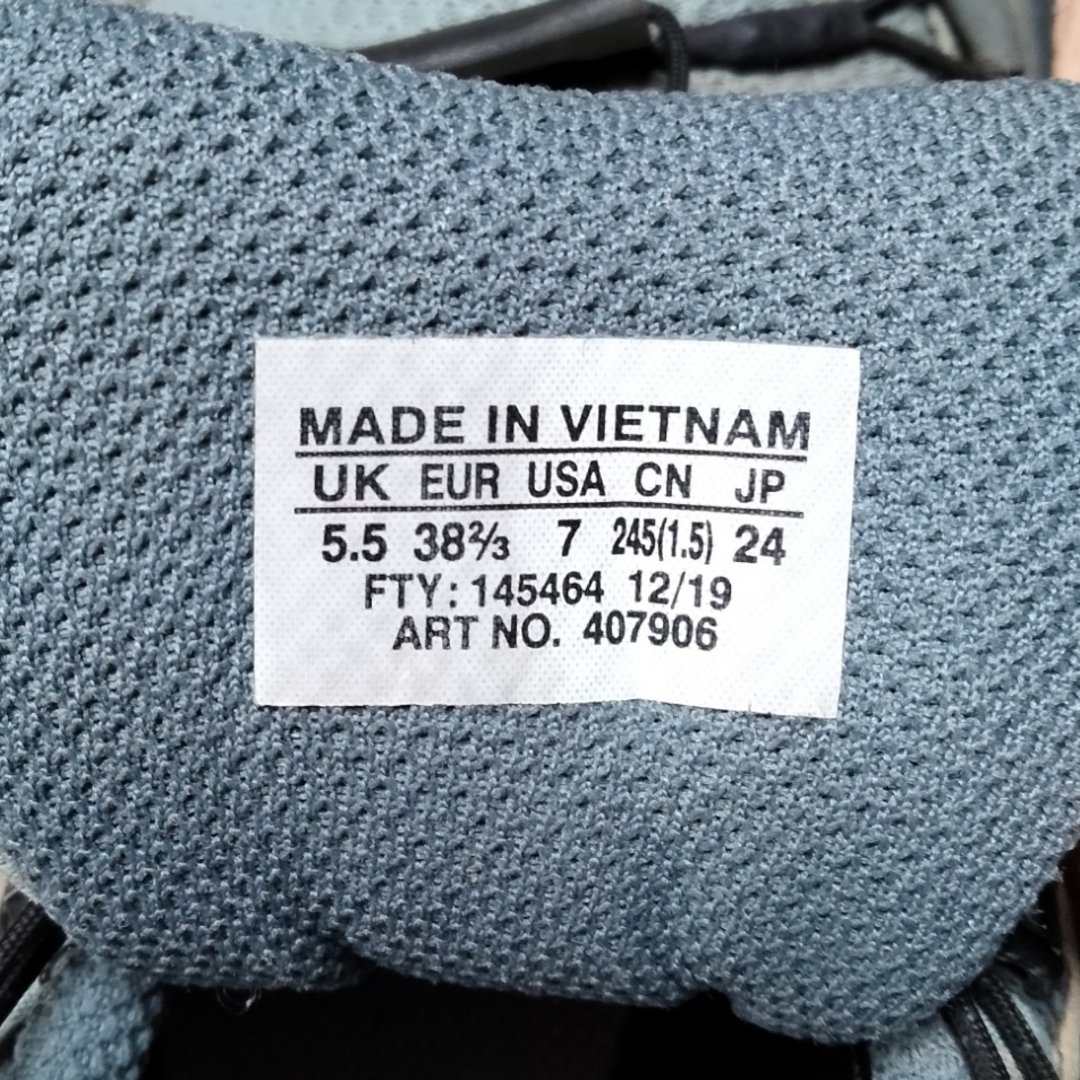 MADE IN VIETNAM
UK EUR USA CN JP
5.5 38⅔ 7 245(1.5) 24
FTY: 145464 12/19
ART NO. 407906